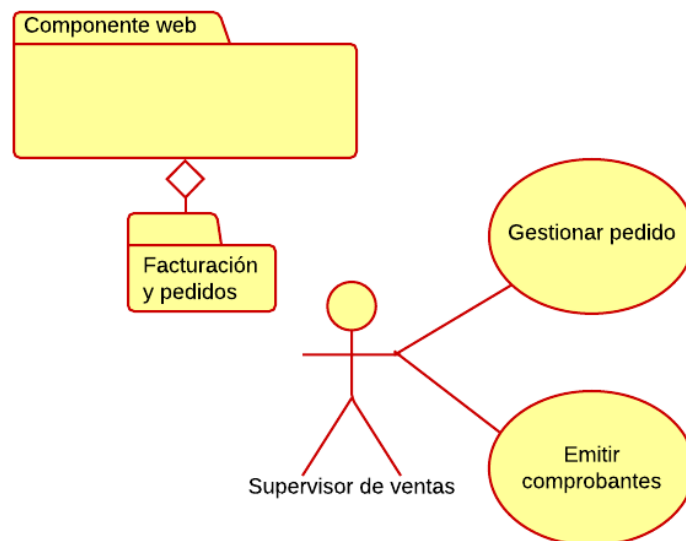 Componente web
Facturación
y pedidos
Gestionar pedido
Supervisor de ventas
Emitir
comprobantes